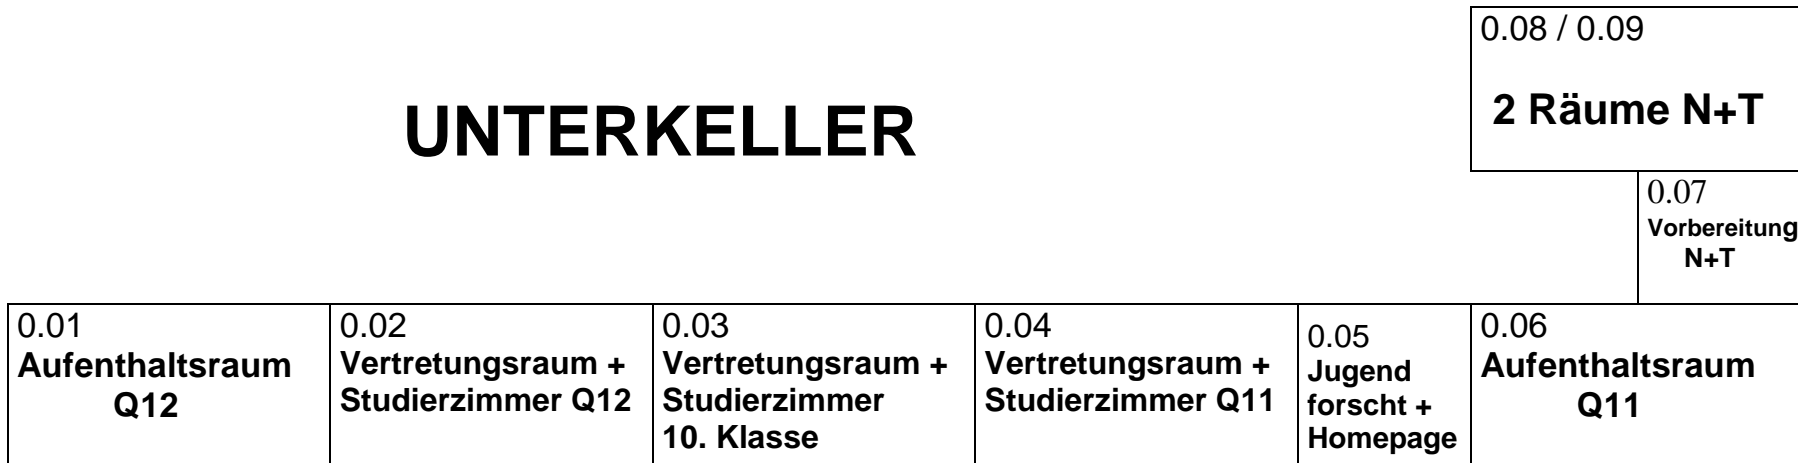 0.08 / 0.09
2 Räume N+T
UNTERKELLER
0.07
Vorbereitung
N+T
0.01
Aufenthaltsraum
Q12
0.02
Vertretungsraum +
Studierzimmer Q12
0.03
Vertretungsraum +
Studierzimmer
10. Klasse
0.04
Vertretungsraum +
Studierzimmer Q11
0.05
Jugend
forscht +
Homepage
0.06
Aufenthaltsraum
Q11